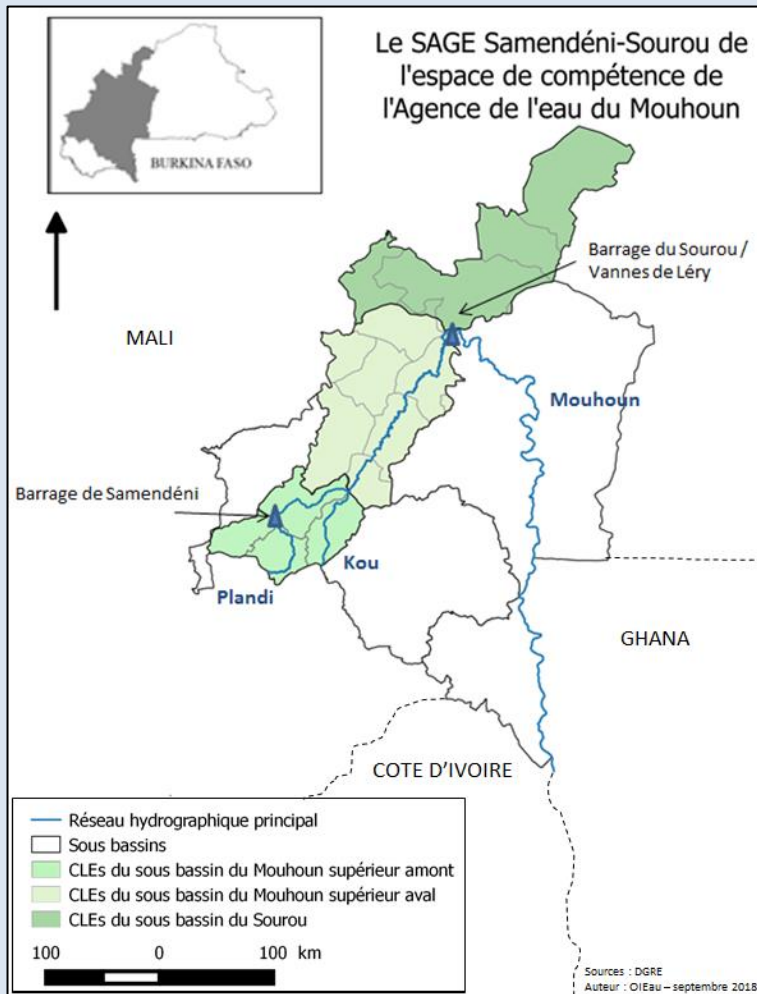 Le SAGE Samendéni-Sourou de
l'espace de compétence de
l'Agence de l'eau du Mouhoun
BURKINA FASO
Barrage du Sourou /
Vannes de Léry
MALI
Mouhoun
Barrage de Samendéni
Kou
Plandi
GHANA
COTE D'IVOIRE
Réseau hydrographique principal
Sous bassins
CLEs du sous bassin du Mouhoun supérieur amont
CLEs du sous bassin du Mouhoun supérieur aval
CLEs du sous bassin du Sourou
100 0 100 km
Sources : DGRE
Auteur : OIEau – septembre 2018